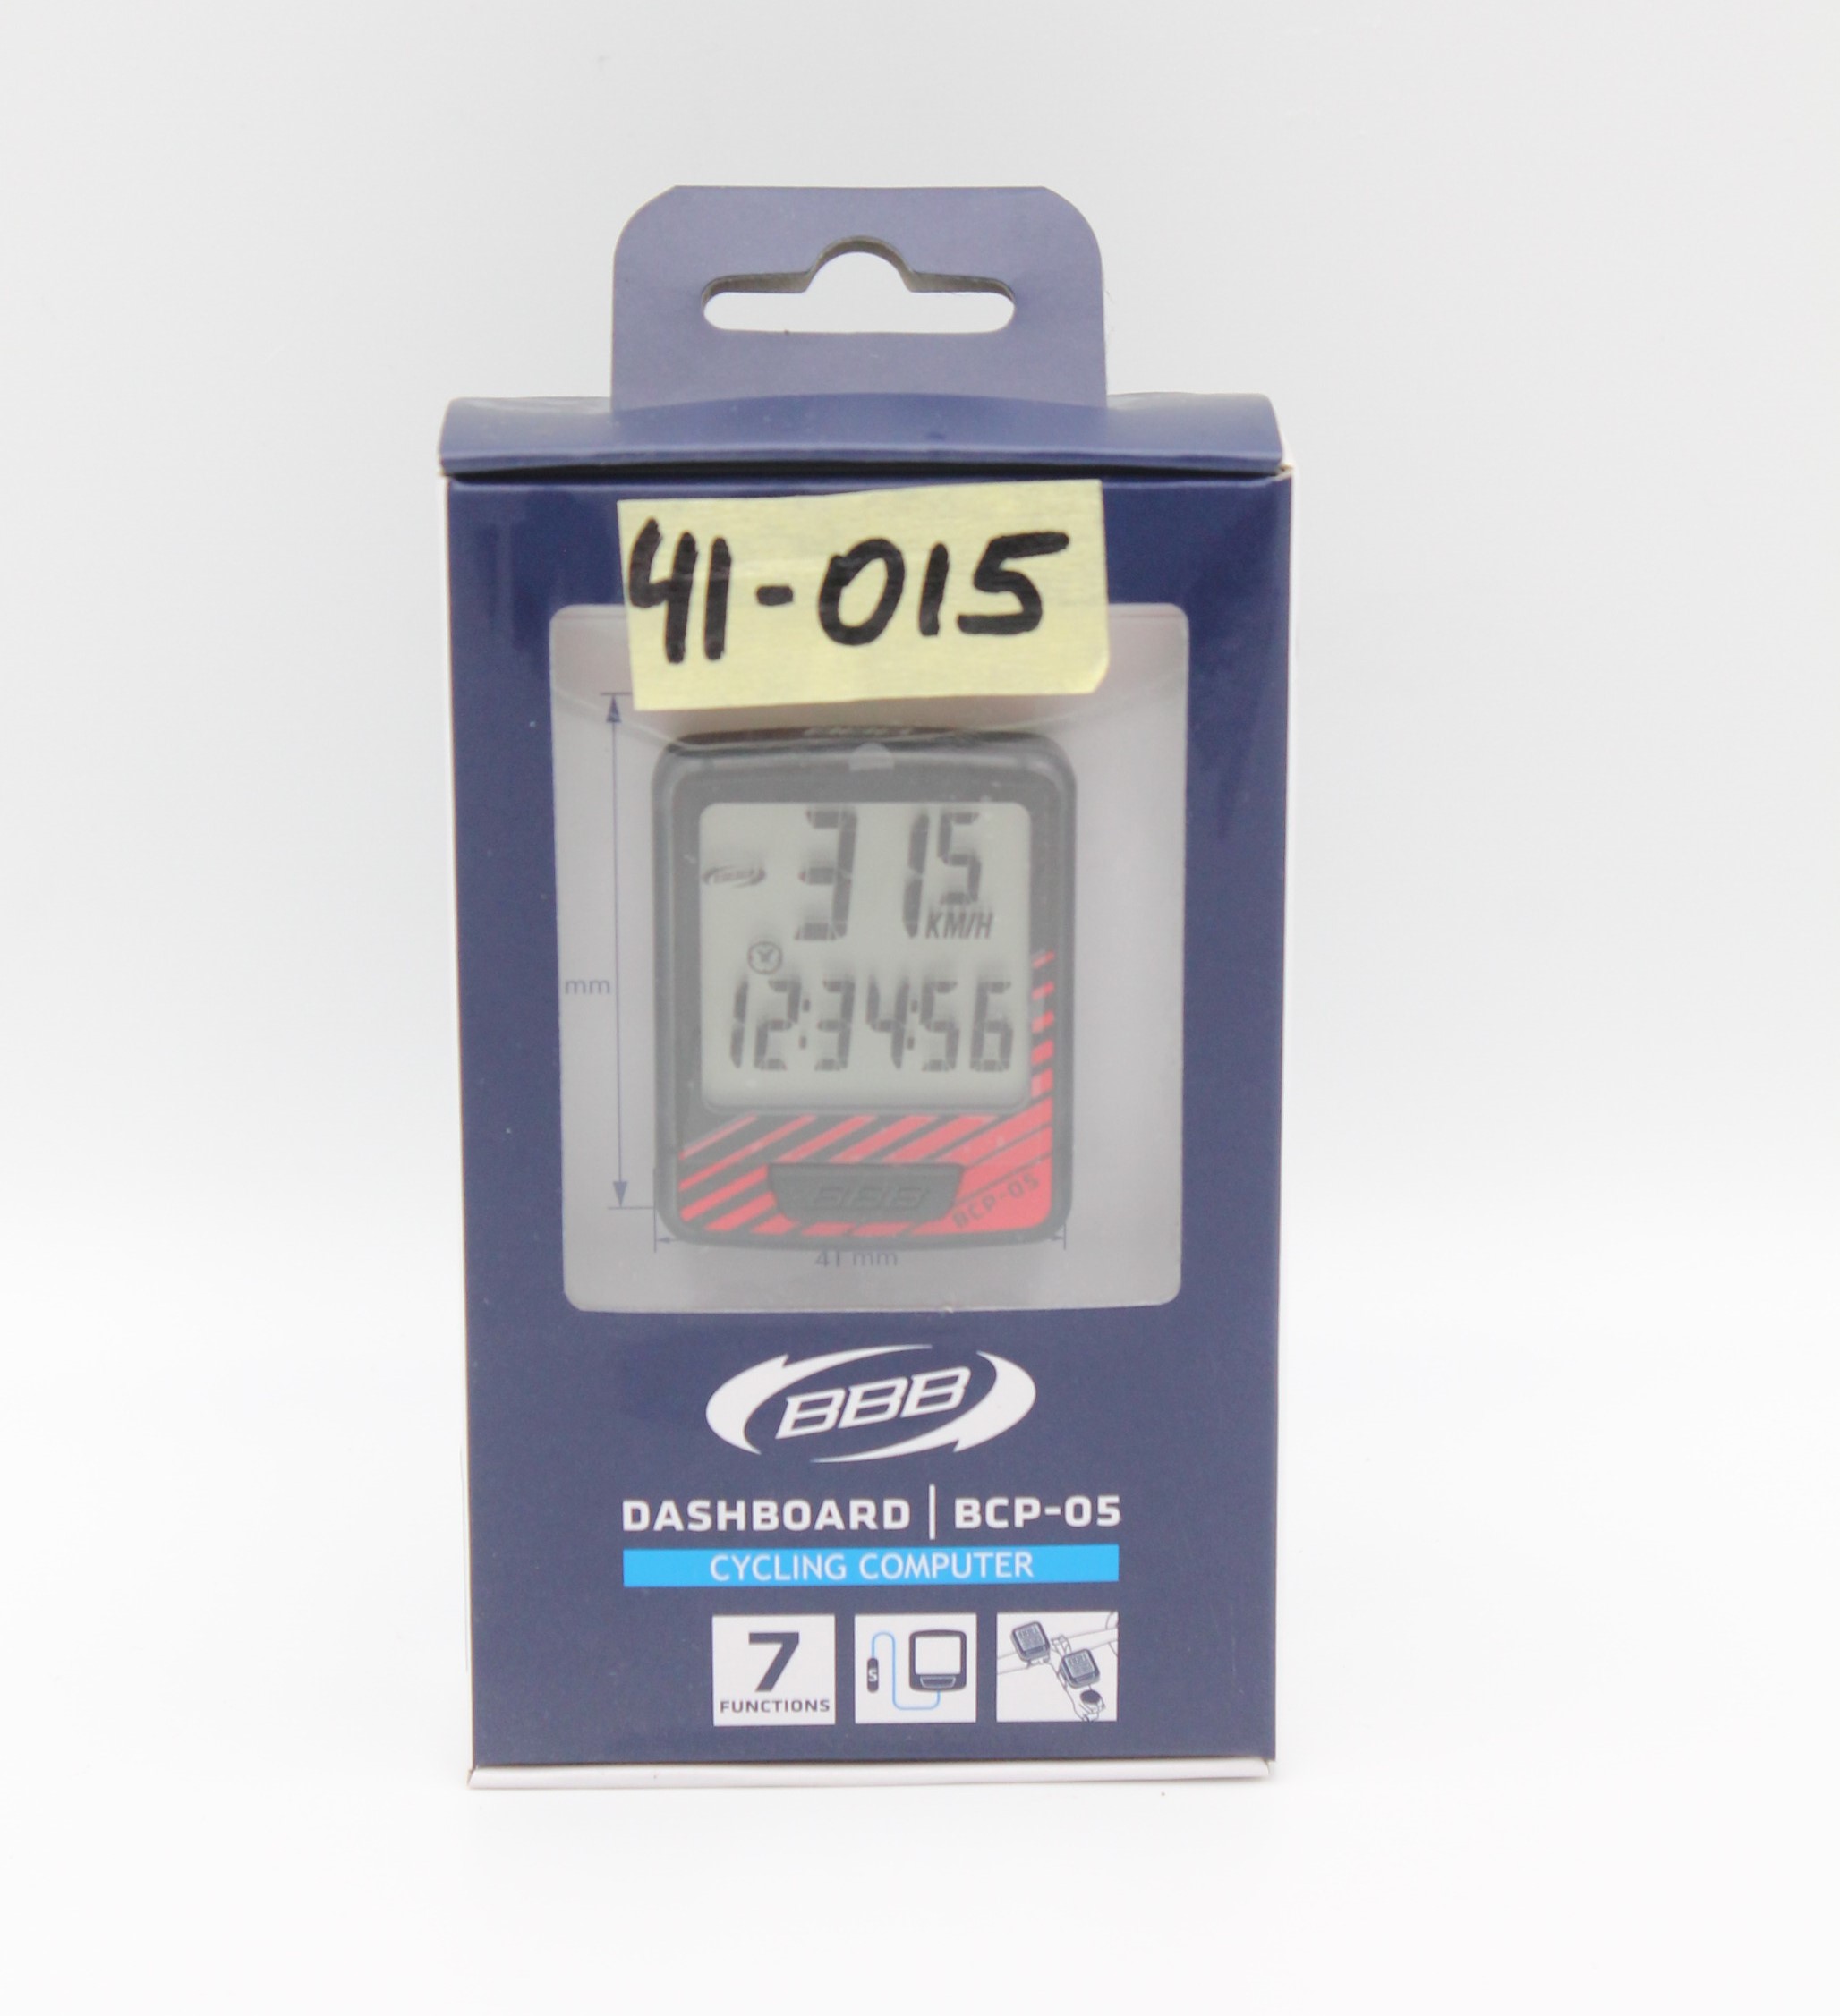 41-015
315
KM/H
12:34:56
mm
BBB
BCP-05
41 mm
BBB
DASHBOARD | BCP-05
CYCLING COMPUTER
7
FUNCTIONS
S